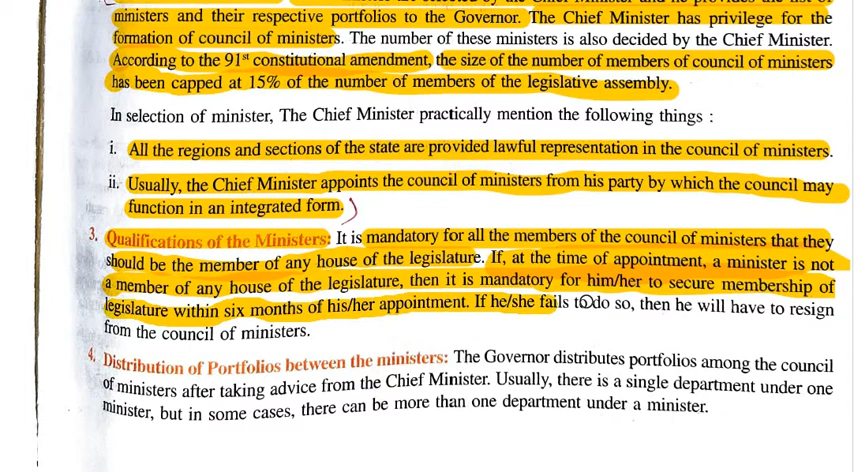 ministers and their respective portfolios to the Governor. The Chief Minister has privilege for the
formation of council of ministers. The number of these ministers is also decided by the Chief Minister.
According to the 91st constitutional amendment, the size of the number of members of council of ministers
has been capped at 15% of the number of members of the legislative assembly.
In selection of minister, The Chief Minister practically mention the following things :
i. All the regions and sections of the state are provided lawful representation in the council of ministers.
ii. Usually, the Chief Minister appoints the council of ministers from his party by which the council may
function in an integrated form.
3. Qualifications of the Ministers: It is mandatory for all the members of the council of ministers that they
should be the member of any house of the legislature. If, at the time of appointment, a minister is not
a member of any house of the legislature, then it is mandatory for him/her to secure membership of
legislature within six months of his/her appointment. If he/she fails to do so, then he will have to resign
from the council of ministers.
4. Distribution of Portfolios between the ministers: The Governor distributes portfolios among the council
of ministers after taking advice from the Chief Minister. Usually, there is a single department under one
minister, but in some cases, there can be more than one department under a minister.